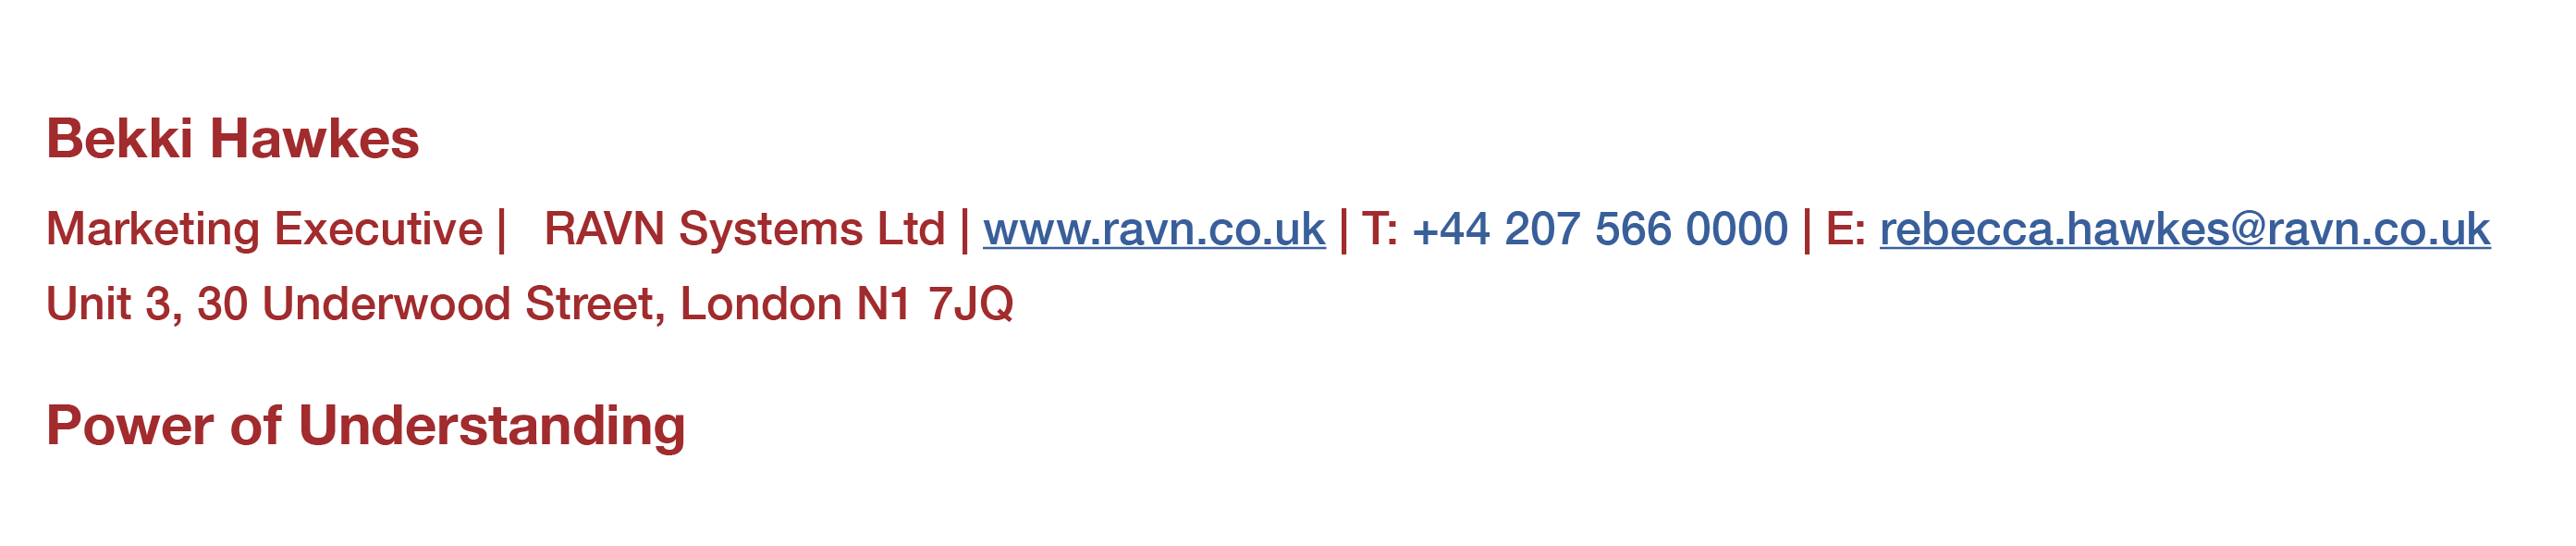 Bekki Hawkes
Marketing Executive | RAVN Systems Ltd | www.ravn.co.uk | T: +44 207 566 0000 | E: rebecca.hawkes@ravn.co.uk
Unit 3, 30 Underwood Street, London N1 7JQ
Power of Understanding